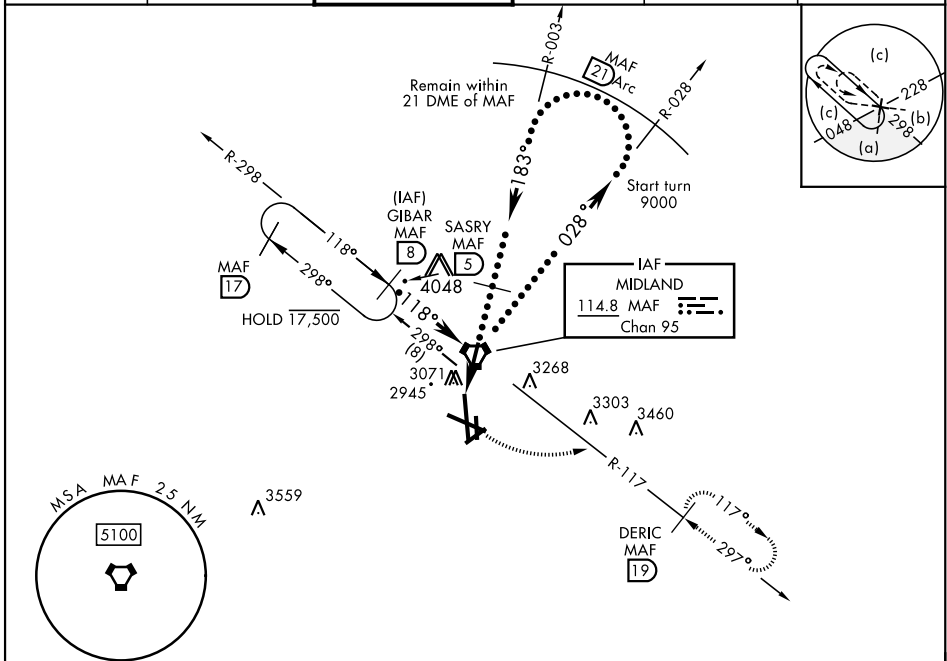 R-003
MAF
21 Arc
Remain within
21 DME of MAF
R-028
(c)
228
(c)
048
298
(b)
(a)
R-298
183°
Start turn
9000
028°
(IAF)
GIBAR
MAF
8
SASRY
MAF
5
118°
298°
MAF
17
HOLD 17,500
4048
118°
298°
(8)
IAF
MIDLAND
114.8 MAF
Chan 95
3071
2945
3268
3303
3460
R-117
MSA MAF 25 NM
5100
3559
DERIC
MAF
19
117°
297°